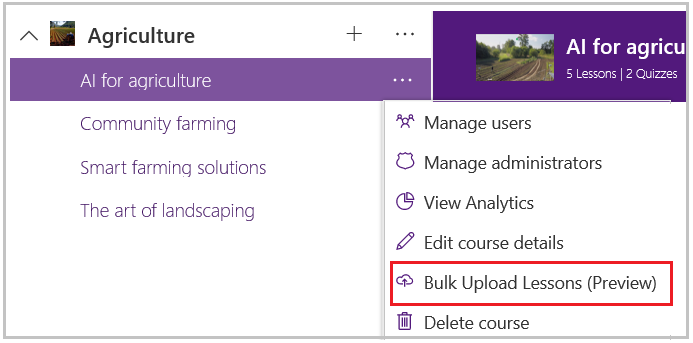 Agriculture
AI for agriculture
Community farming
Smart farming solutions
The art of landscaping
AI for agricu
5 Lessons | 2 Quizzes
Manage users
Manage administrators
View Analytics
Edit course details
Bulk Upload Lessons (Preview)
Delete course